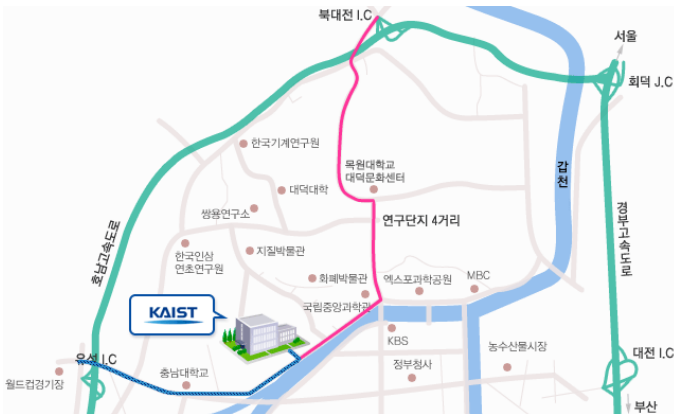 북대전 I.C
서울
회덕 J.C
한국기계연구원
목원대학교
대덕문화센터
갑천
대덕대학
쌍용연구소
연구단지 4거리
경부고속도로
호남고속도로
한국인삼
연초연구원
지질박물관
화폐박물관
엑스포과학공원
MBC
국립중앙과학관
KAIST
KBS
유성 I.C
정부청사
농수산물시장
대전 I.C
월드컵경기장
충남대학교
부산